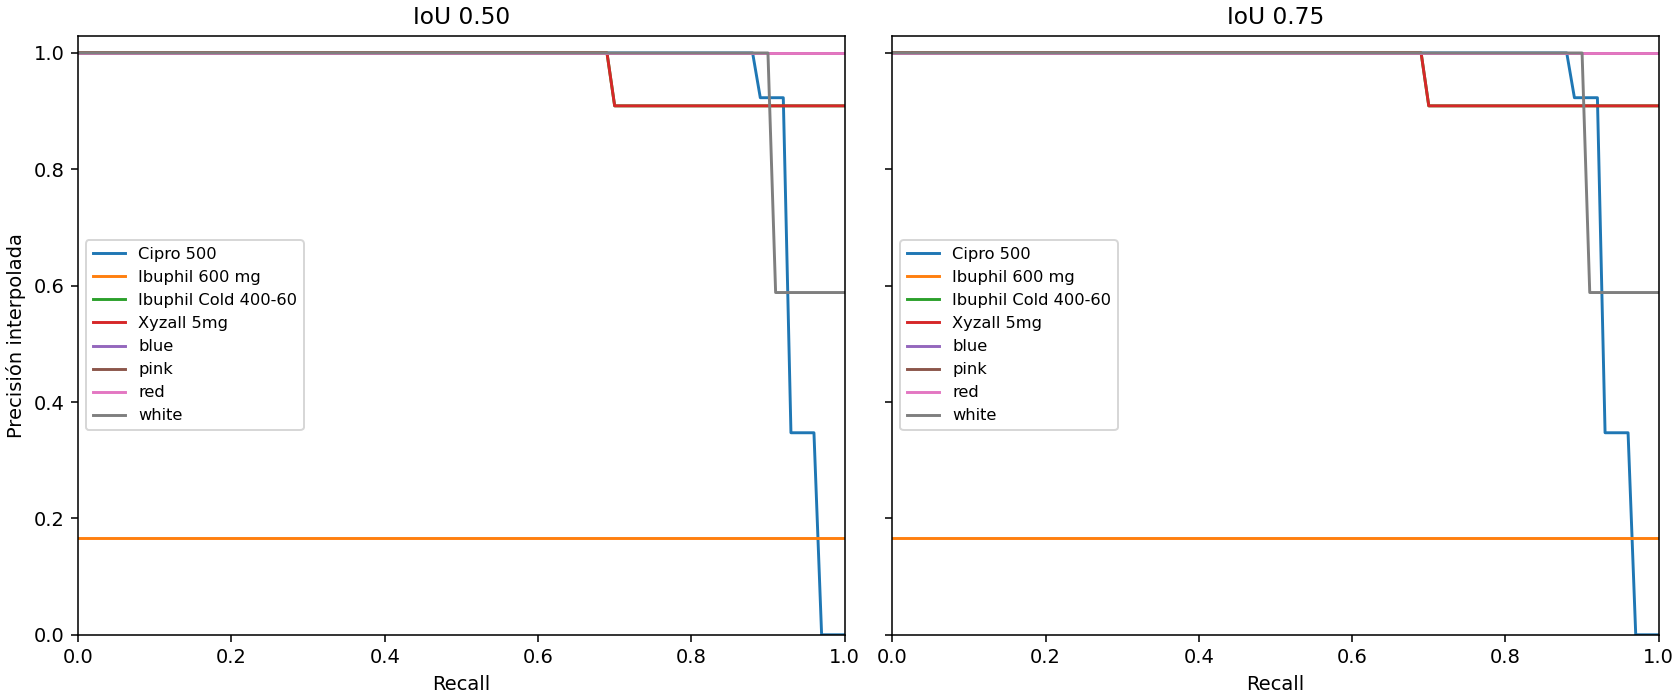 IoU 0.50
1.0
0.8
0.6
0.4
0.2
0.0
Precisión interpolada
Cipro 500
Ibuphil 600 mg
Ibuphil Cold 400-60
Xyzall 5mg
blue
pink
red
white
0.0 0.2 0.4 0.6 0.8 1.0
Recall
IoU 0.75
Cipro 500
Ibuphil 600 mg
Ibuphil Cold 400-60
Xyzall 5mg
blue
pink
red
white
0.0 0.2 0.4 0.6 0.8 1.0
Recall